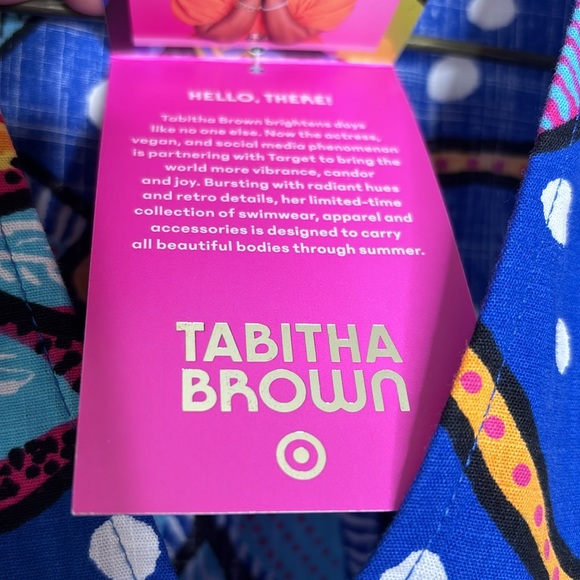 HELLO, THERE!
Tabitha Brown brightens days
like no one else. Now the actress,
vegan, and social media phenomenon
is partnering with Target to bring the
world more vibrance, candor
and joy. Bursting with radiant hues
and retro details, her limited-time
collection of swimwear, apparel and
accessories is designed to carry
all beautiful bodies through summer.
TABITHA
BROWN